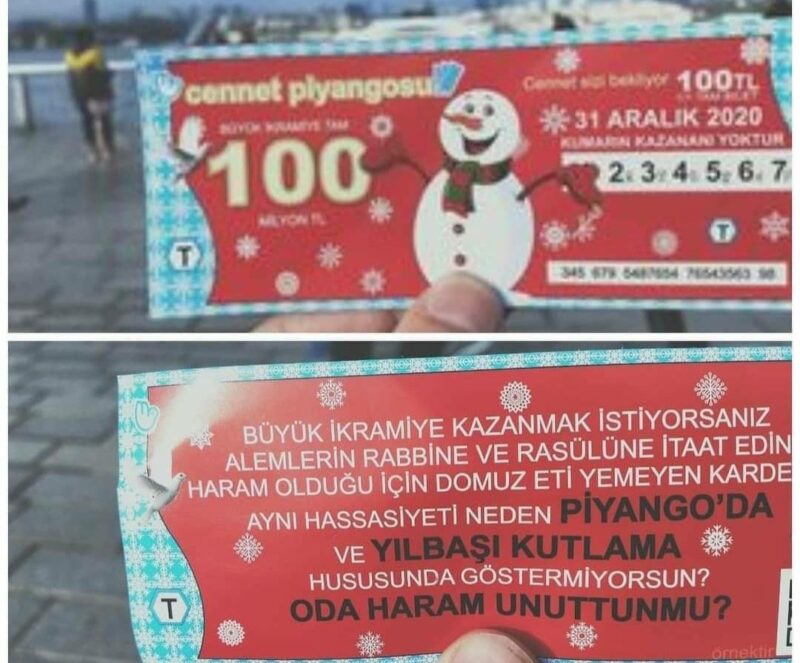 cennet piyangosu
BÜYÜK İKRAMİYE TAM
100
MİLYON TL
Cennet sizi bekliyor 100TL
31 ARALIK 2020
KUMARIN KAZANANI YOKTUR
2 3 4 5 6 7
T
T
345 679 5487654 76543563 98
BÜYÜK İKRAMİYE KAZANMAK İSTİYORSANIZ
ALEMLERİN RABBİNE VE RASÜLÜNE İTAAT EDİN
HARAM OLDUĞU İÇİN DOMUZ ETİ YEMEYEN KARDE
AYNI HASSASİYETİ NEDEN PİYANGO'DA
VE YILBAŞI KUTLAMA
HUSUSUNDA GÖSTERMİYORSUN?
ODA HARAM UNUTTUNMU?
T
örnektir